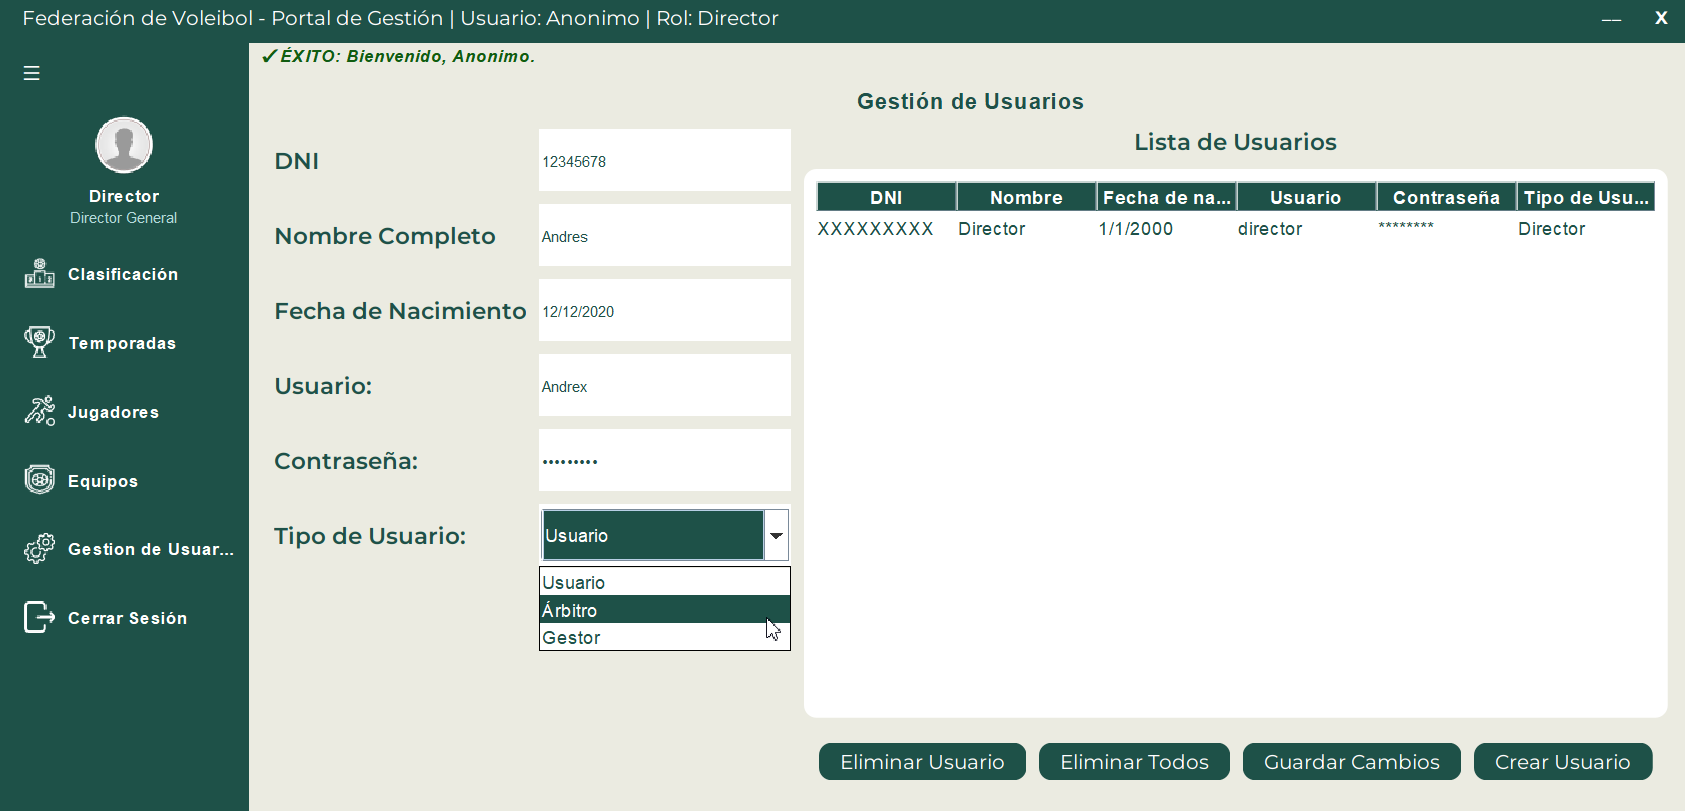 Federación de Voleibol - Portal de Gestión | Usuario: Anonimo | Rol: Director
X
✓ ÉXITO: Bienvenido, Anonimo.
Director
Director General
Clasificación
Temporadas
Jugadores
Equipos
Gestion de Usuar...
Cerrar Sesión
Gestión de Usuarios
DNI
12345678
Nombre Completo
Andres
Fecha de Nacimiento
12/12/2020
Usuario:
Andrex
Contraseña:
•••••••••
Tipo de Usuario:
Usuario
Usuario
Árbitro
Gestor
Lista de Usuarios
DNI Nombre Fecha de na... Usuario Contraseña Tipo de Usu...
XXXXXXXXX Director 1/1/2000 director ******** Director
Eliminar Usuario
Eliminar Todos
Guardar Cambios
Crear Usuario